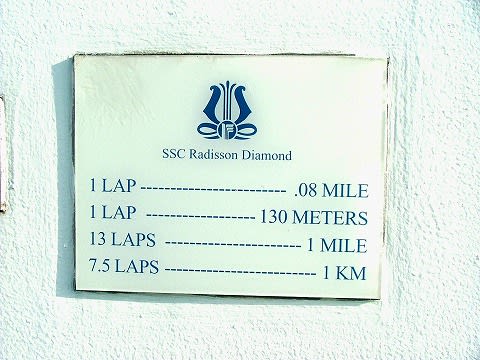 SSC Radisson Diamond
1 LAP ------------------------ .08 MILE
1 LAP ------------------ 130 METERS
13 LAPS ----------------------- 1 MILE
7.5 LAPS ------------------------- 1 KM